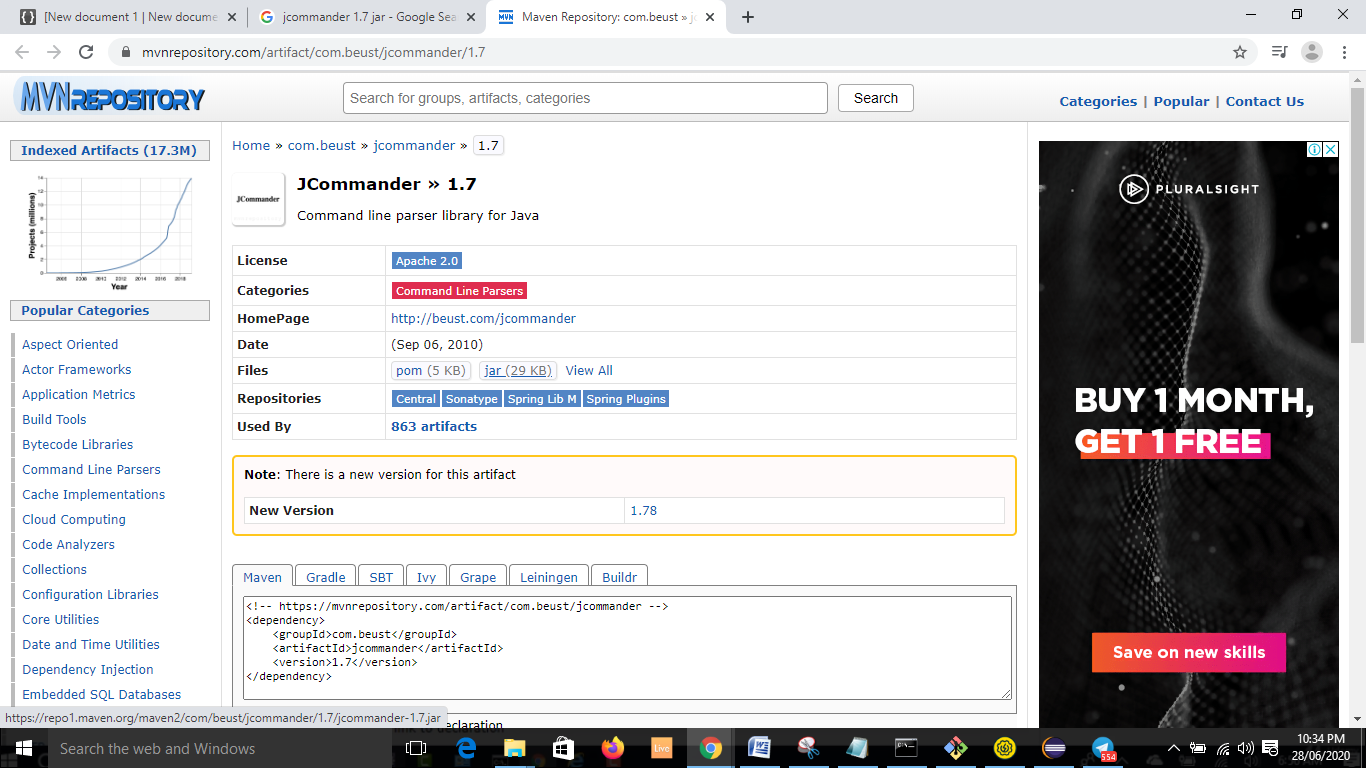 [New document 1 | New docume
jcommander 1.7 jar - Google Sea
Maven Repository: com.beust » jc
mvnrepository.com/artifact/com.beust/jcommander/1.7
MVNREPOSITORY
Search for groups, artifacts, categories
Search
Categories | Popular | Contact Us
Indexed Artifacts (17.3M)
Projects (millions)
Year
Popular Categories
Aspect Oriented
Actor Frameworks
Application Metrics
Build Tools
Bytecode Libraries
Command Line Parsers
Cache Implementations
Cloud Computing
Code Analyzers
Collections
Configuration Libraries
Core Utilities
Date and Time Utilities
Dependency Injection
Embedded SQL Databases
Home » com.beust » jcommander » 1.7
JCommander
JCommander » 1.7
Command line parser library for Java
License Apache 2.0
Categories Command Line Parsers
HomePage http://beust.com/jcommander
Date (Sep 06, 2010)
Files pom (5 KB) jar (29 KB) View All
Repositories Central Sonatype Spring Lib M Spring Plugins
Used By 863 artifacts
Note: There is a new version for this artifact
New Version 1.78
Maven Gradle SBT Ivy Grape Leiningen Buildr
<!-- https://mvnrepository.com/artifact/com.beust/jcommander -->
<dependency>
    <groupId>com.beust</groupId>
    <artifactId>jcommander</artifactId>
    <version>1.7</version>
</dependency>
declaration
PLURALSIGHT
BUY 1 MONTH,
GET 1 FREE
Save on new skills
https://repo1.maven.org/maven2/com/beust/jcommander/1.7/jcommander-1.7.jar
Search the web and Windows
Live
554
10:34 PM
28/06/2020